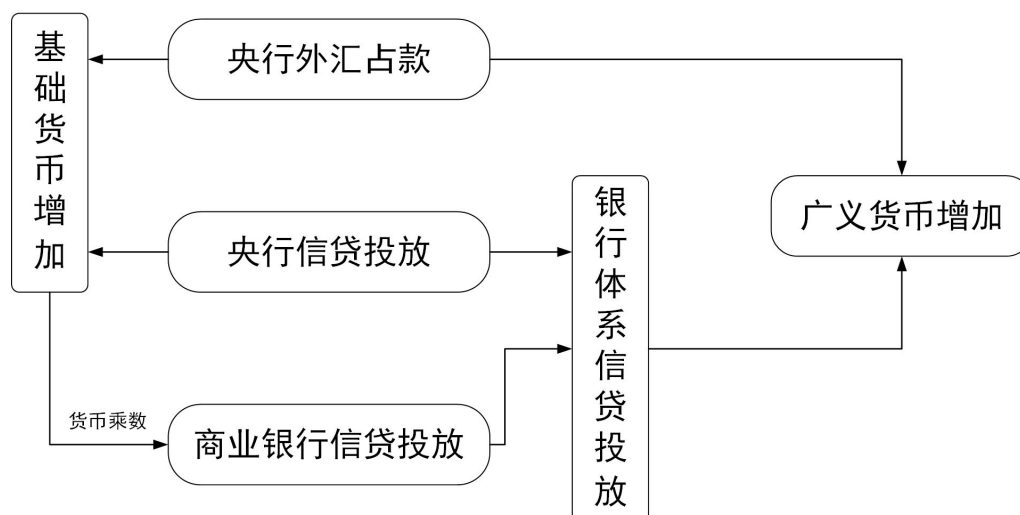 基础货币增加
央行外汇占款
央行信贷投放
货币乘数
商业银行信贷投放
银行体系信贷投放
广义货币增加